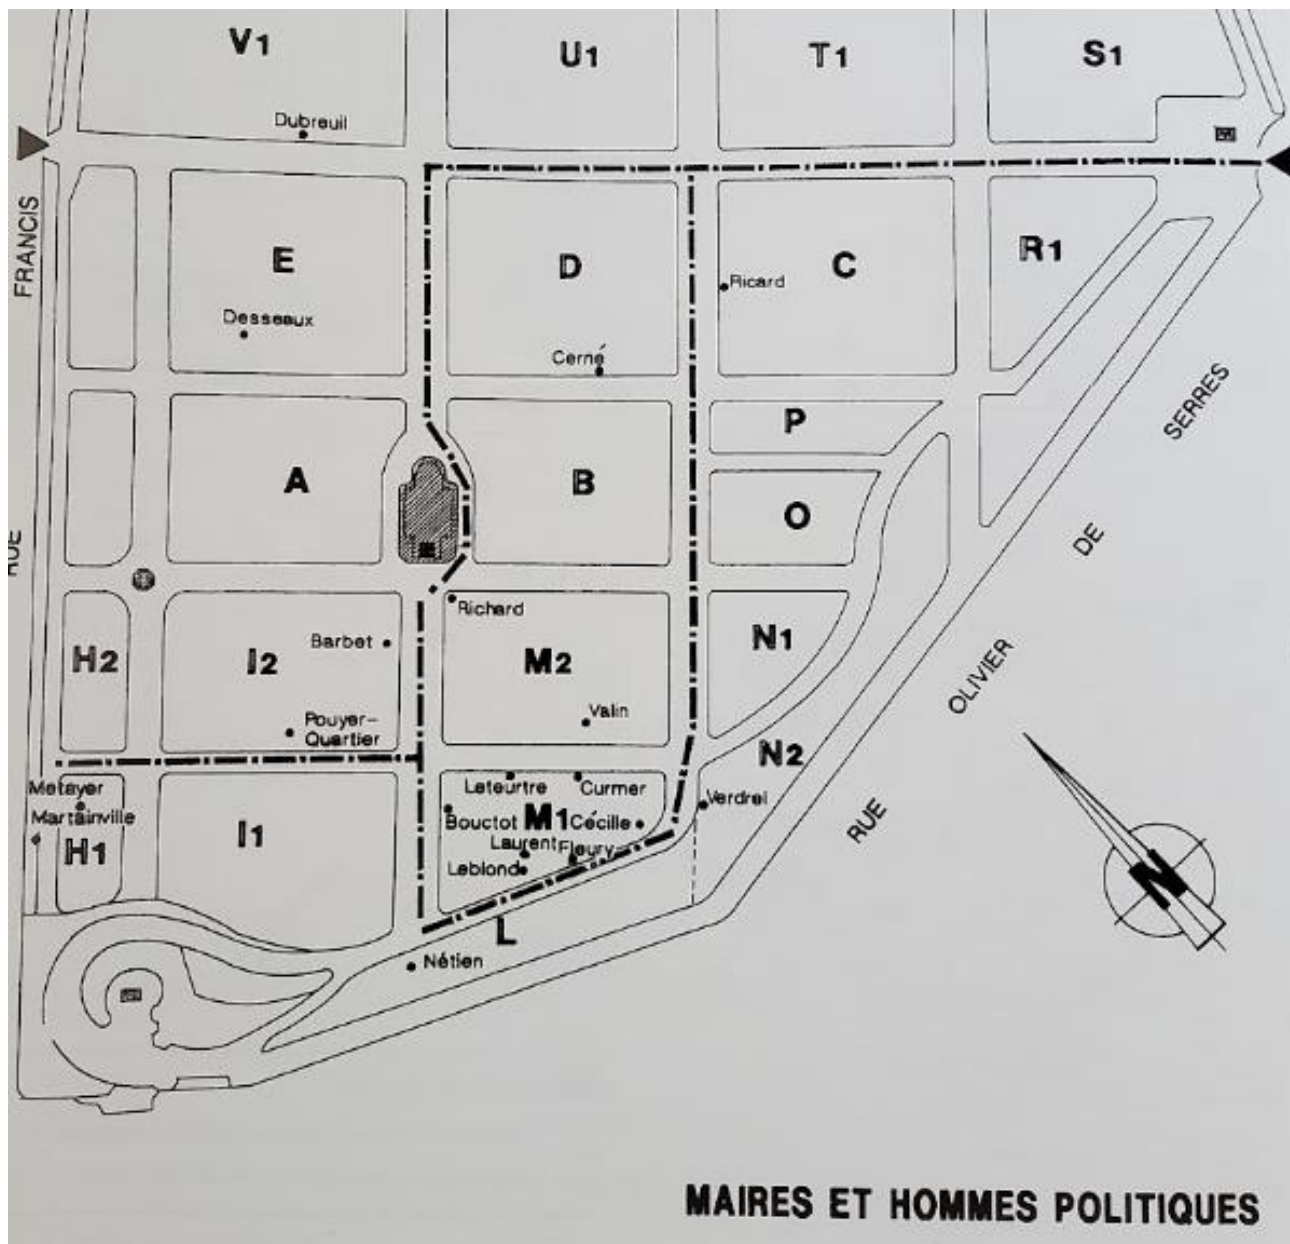 V1
U1
T1
S1
Dubreuil
FRANCIS
E
D
C
R1
Ricard
Desseaux
Cerné
P
SERRES
A
B
O
DE
RUE
Richard
Barbet
H2
I2
M2
N1
OLIVIER
Valin
Pouyer-
Quartier
N2
Metayer
Leteurtre
Curmer
Verdrel
Martainville
Bouctot
M1
Cécille
RUE
H1
I1
Laurent
Fleury
Leblond
N
L
Nétien
MAIRES ET HOMMES POLITIQUES